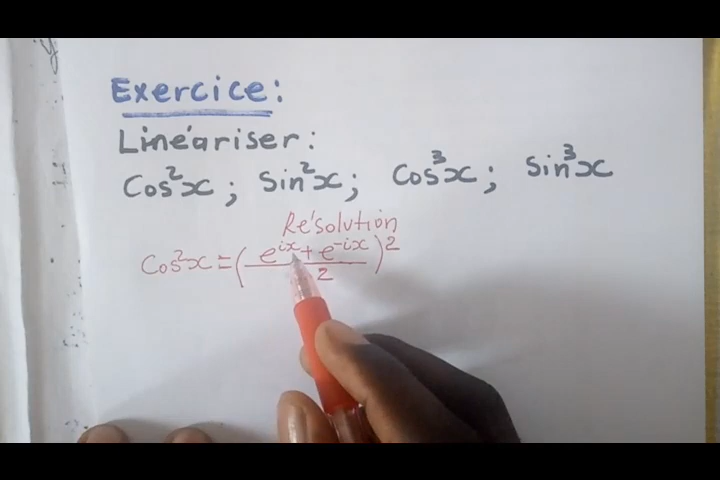 Exercice:
Linéariser:
Cos²x ; Sin²x; Cos³x; Sin³x
Résolution
Cos²x = (e^ix + e^-ix / 2)²